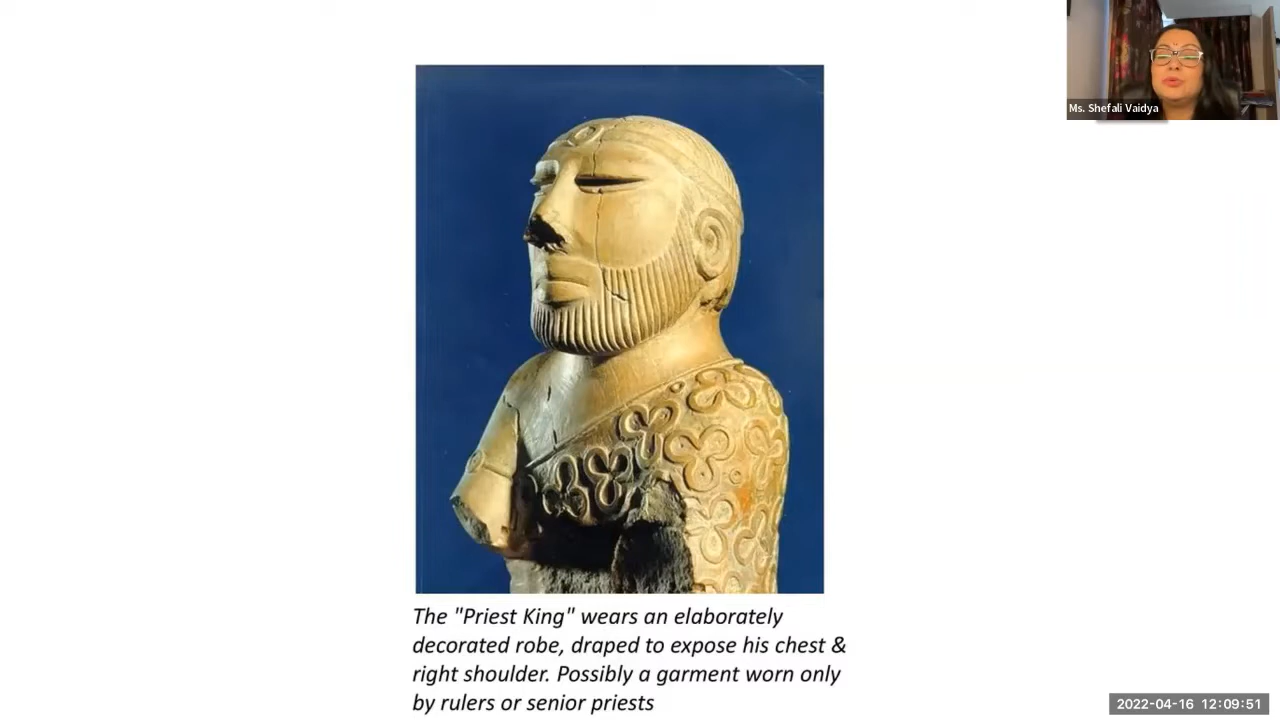 Ms. Shefali Vaidya
The "Priest King" wears an elaborately
decorated robe, draped to expose his chest &
right shoulder. Possibly a garment worn only
by rulers or senior priests
2022-04-16 12:09:51